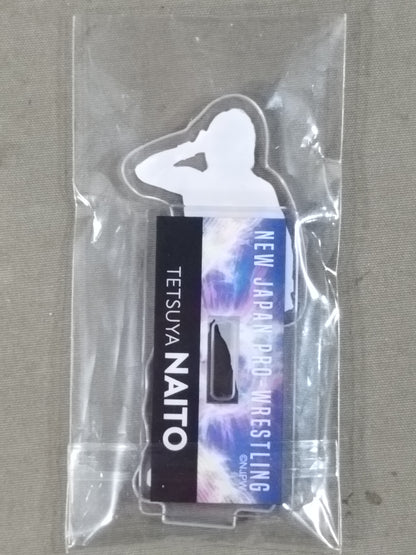 NEW JAPAN PRO-WRESTLING
©NJPW
TETSUYA NAITO